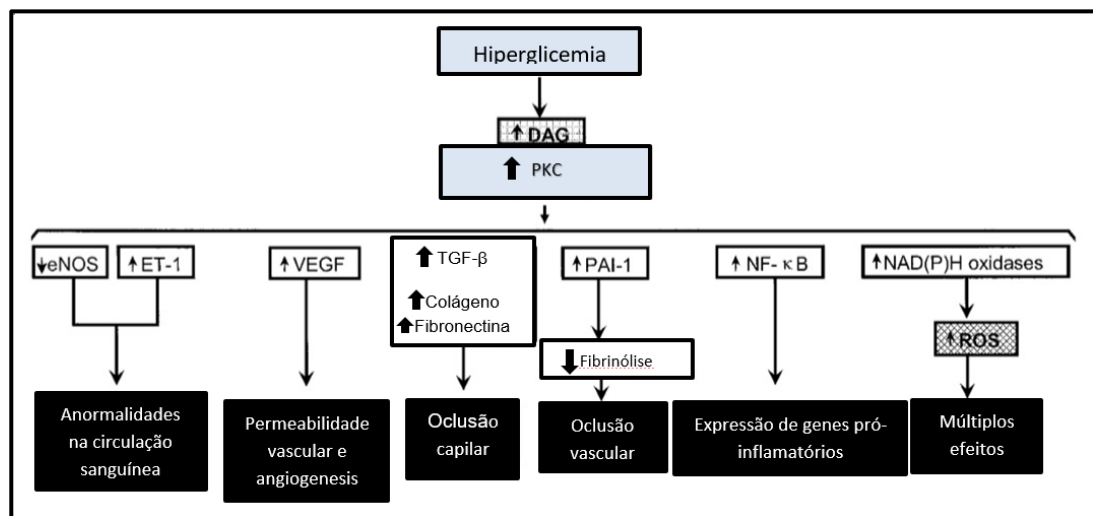 Hiperglicemia
↑ DAG
↑ PKC
↓eNOS
↑ET-1
↑VEGF
↑ TGF-β
↑Colágeno
↑Fibronectina
↑PAI-1
↑NF-κB
↑NAD(P)H oxidases
↓ Fibrinólise
↑ROS
Anormalidades
na circulação
sanguínea
Permeabilidade
vascular e
angiogenesis
Oclusão
capilar
Oclusão
vascular
Expressão de genes pró-
inflamatórios
Múltiplos
efeitos